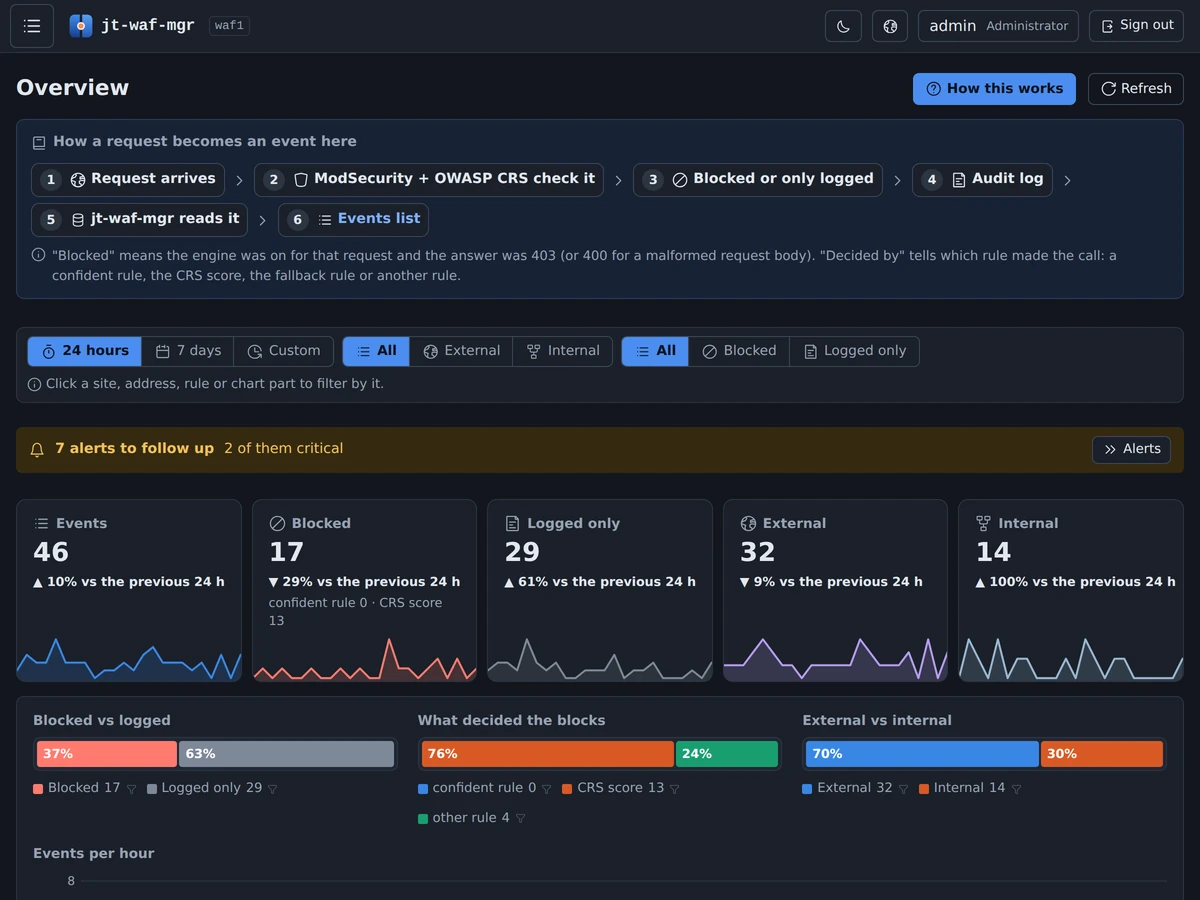 jt-waf-mgr waf1 admin Administrator Sign out
Overview How this works Refresh
How a request becomes an event here
1 Request arrives 2 ModSecurity + OWASP CRS check it 3 Blocked or only logged 4 Audit log
5 jt-waf-mgr reads it 6 Events list
"Blocked" means the engine was on for that request and the answer was 403 (or 400 for a malformed request body). "Decided by" tells which rule made the call: a
confident rule, the CRS score, the fallback rule or another rule.
24 hours 7 days Custom All External Internal All Blocked Logged only
Click a site, address, rule or chart part to filter by it.
7 alerts to follow up 2 of them critical Alerts
Events
46
▲ 10% vs the previous 24 h
Blocked
17
▼ 29% vs the previous 24 h
confident rule 0 · CRS score
13
Logged only
29
▲ 61% vs the previous 24 h
External
32
▼ 9% vs the previous 24 h
Internal
14
▲ 100% vs the previous 24 h
Blocked vs logged
37% 63%
Blocked 17 Logged only 29
What decided the blocks
76% 24%
confident rule 0 CRS score 13
other rule 4
External vs internal
70% 30%
External 32 Internal 14
Events per hour
8